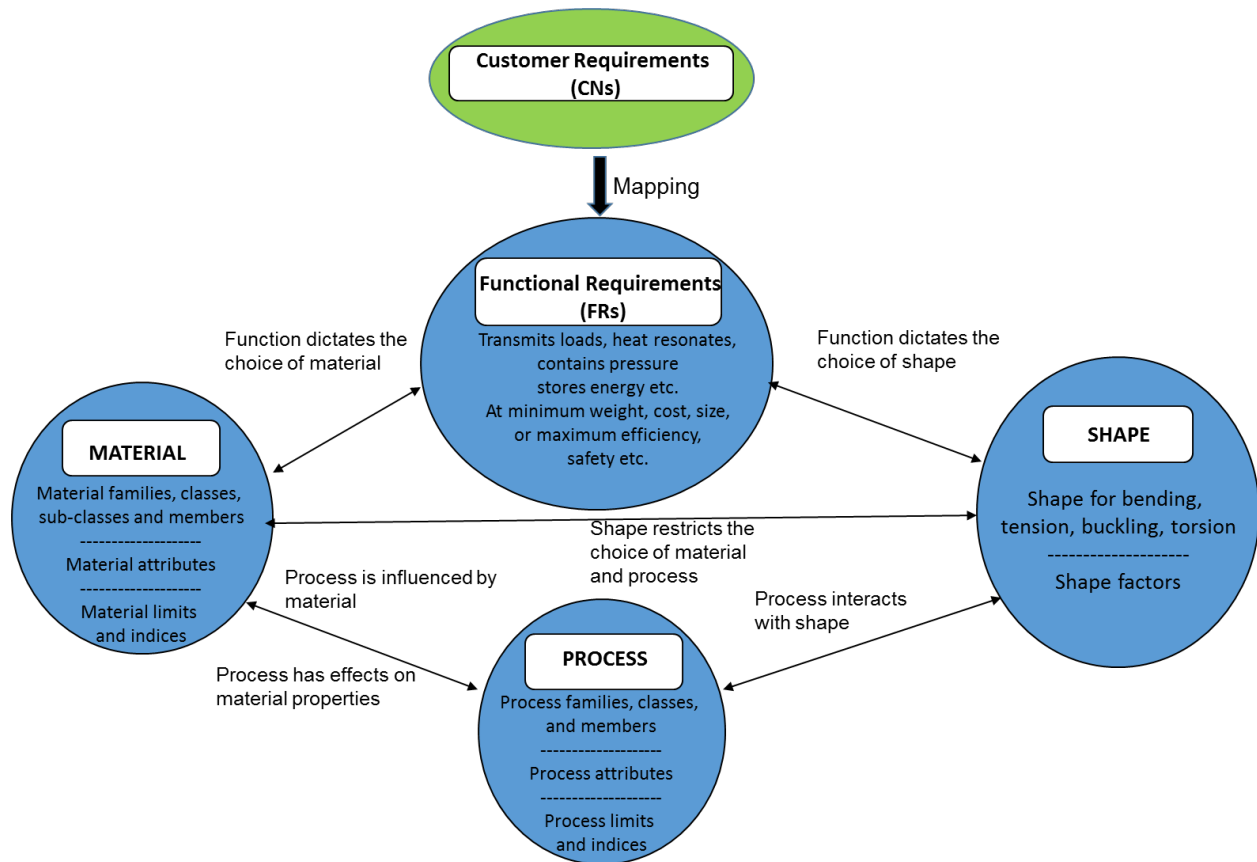 Customer Requirements
(CNs)
Mapping
Functional Requirements
(FRs)
Transmits loads, heat resonates,
contains pressure
stores energy etc.
At minimum weight, cost, size,
or maximum efficiency,
safety etc.
Function dictates the
choice of material
Function dictates the
choice of shape
MATERIAL
Material families, classes,
sub-classes and members
--------------------
Material attributes
--------------------
Material limits
and indices
SHAPE
Shape for bending,
tension, buckling, torsion
--------------------
Shape factors
Shape restricts the
choice of material
and process
Process is influenced by
material
Process interacts
with shape
Process has effects on
material properties
PROCESS
Process families, classes,
and members
--------------------
Process attributes
--------------------
Process limits
and indices